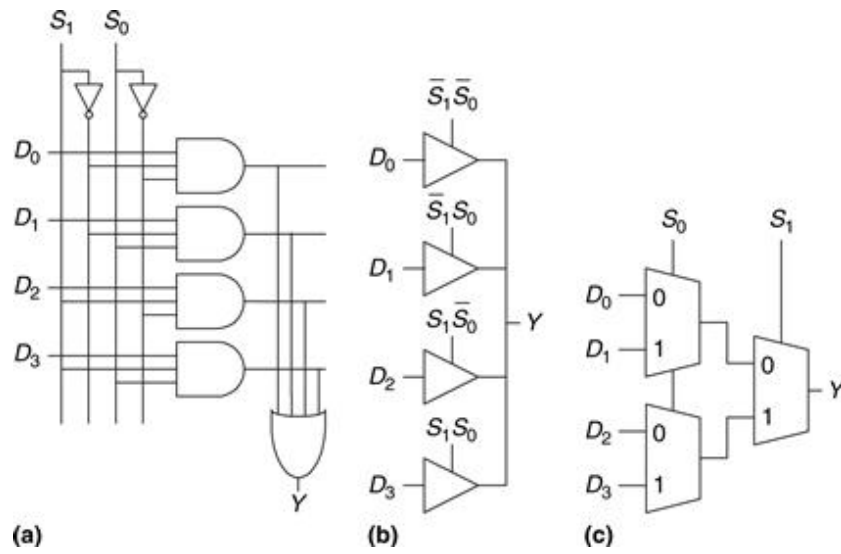 S₁ S₀
D₀
D₁
D₂
D₃
Y
(a)
S̅₁S̅₀
D₀
S̅₁S₀
D₁
S₁S̅₀
D₂
Y
S₁S₀
D₃
(b)
S₀ S₁
D₀ 0
D₁ 1
0
Y
1
D₂ 0
D₃ 1
(c)